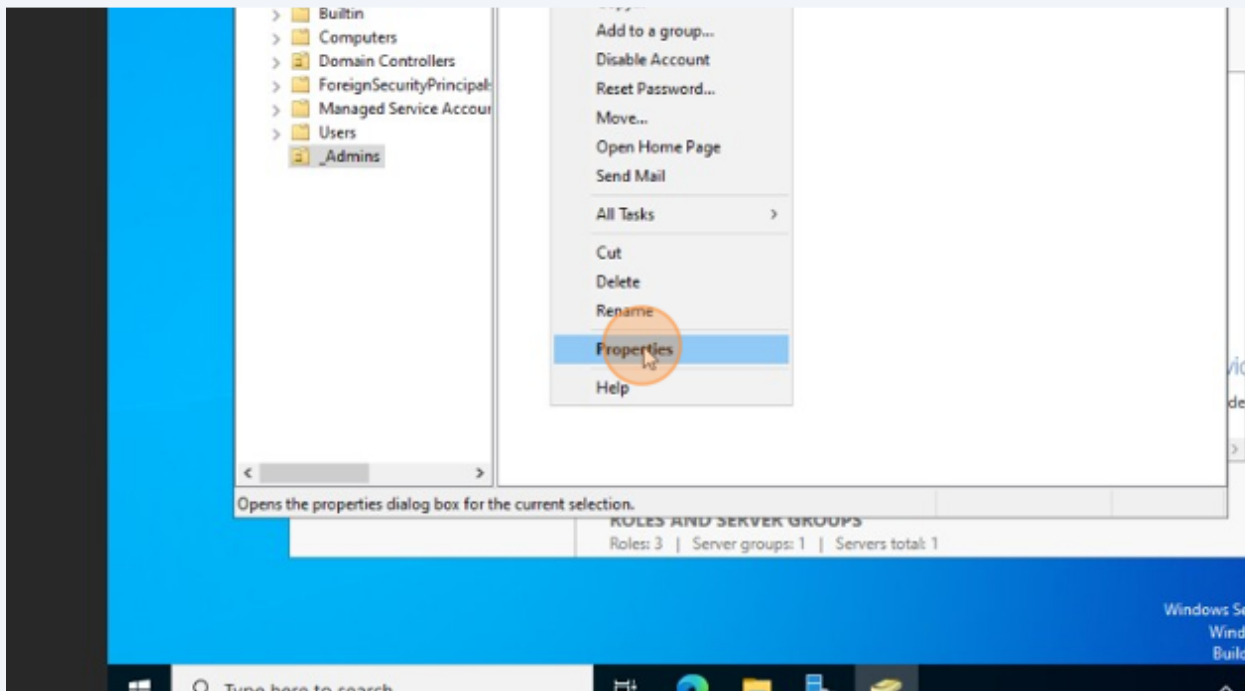 Builtin
Computers
Domain Controllers
ForeignSecurityPrincipal
Managed Service Accou
Users
_Admins
Add to a group...
Disable Account
Reset Password...
Move...
Open Home Page
Send Mail
All Tasks
Cut
Delete
Rename
Properties
Help
Opens the properties dialog box for the current selection.
ROLES AND SERVER GROUPS
Roles: 3 | Server groups: 1 | Servers total: 1
Windows Se
Wind
Build
Type here to search